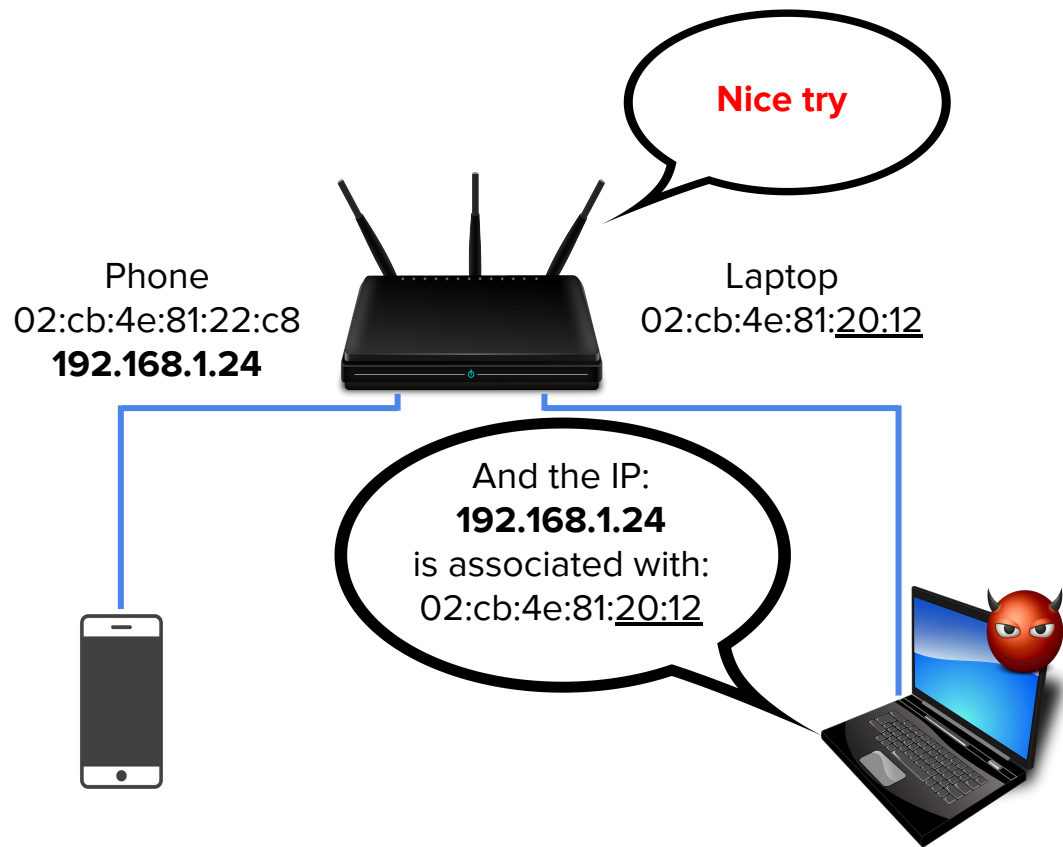 Nice try
Phone
02:cb:4e:81:22:c8
192.168.1.24
Laptop
02:cb:4e:81:20:12
And the IP:
192.168.1.24
is associated with:
02:cb:4e:81:20:12